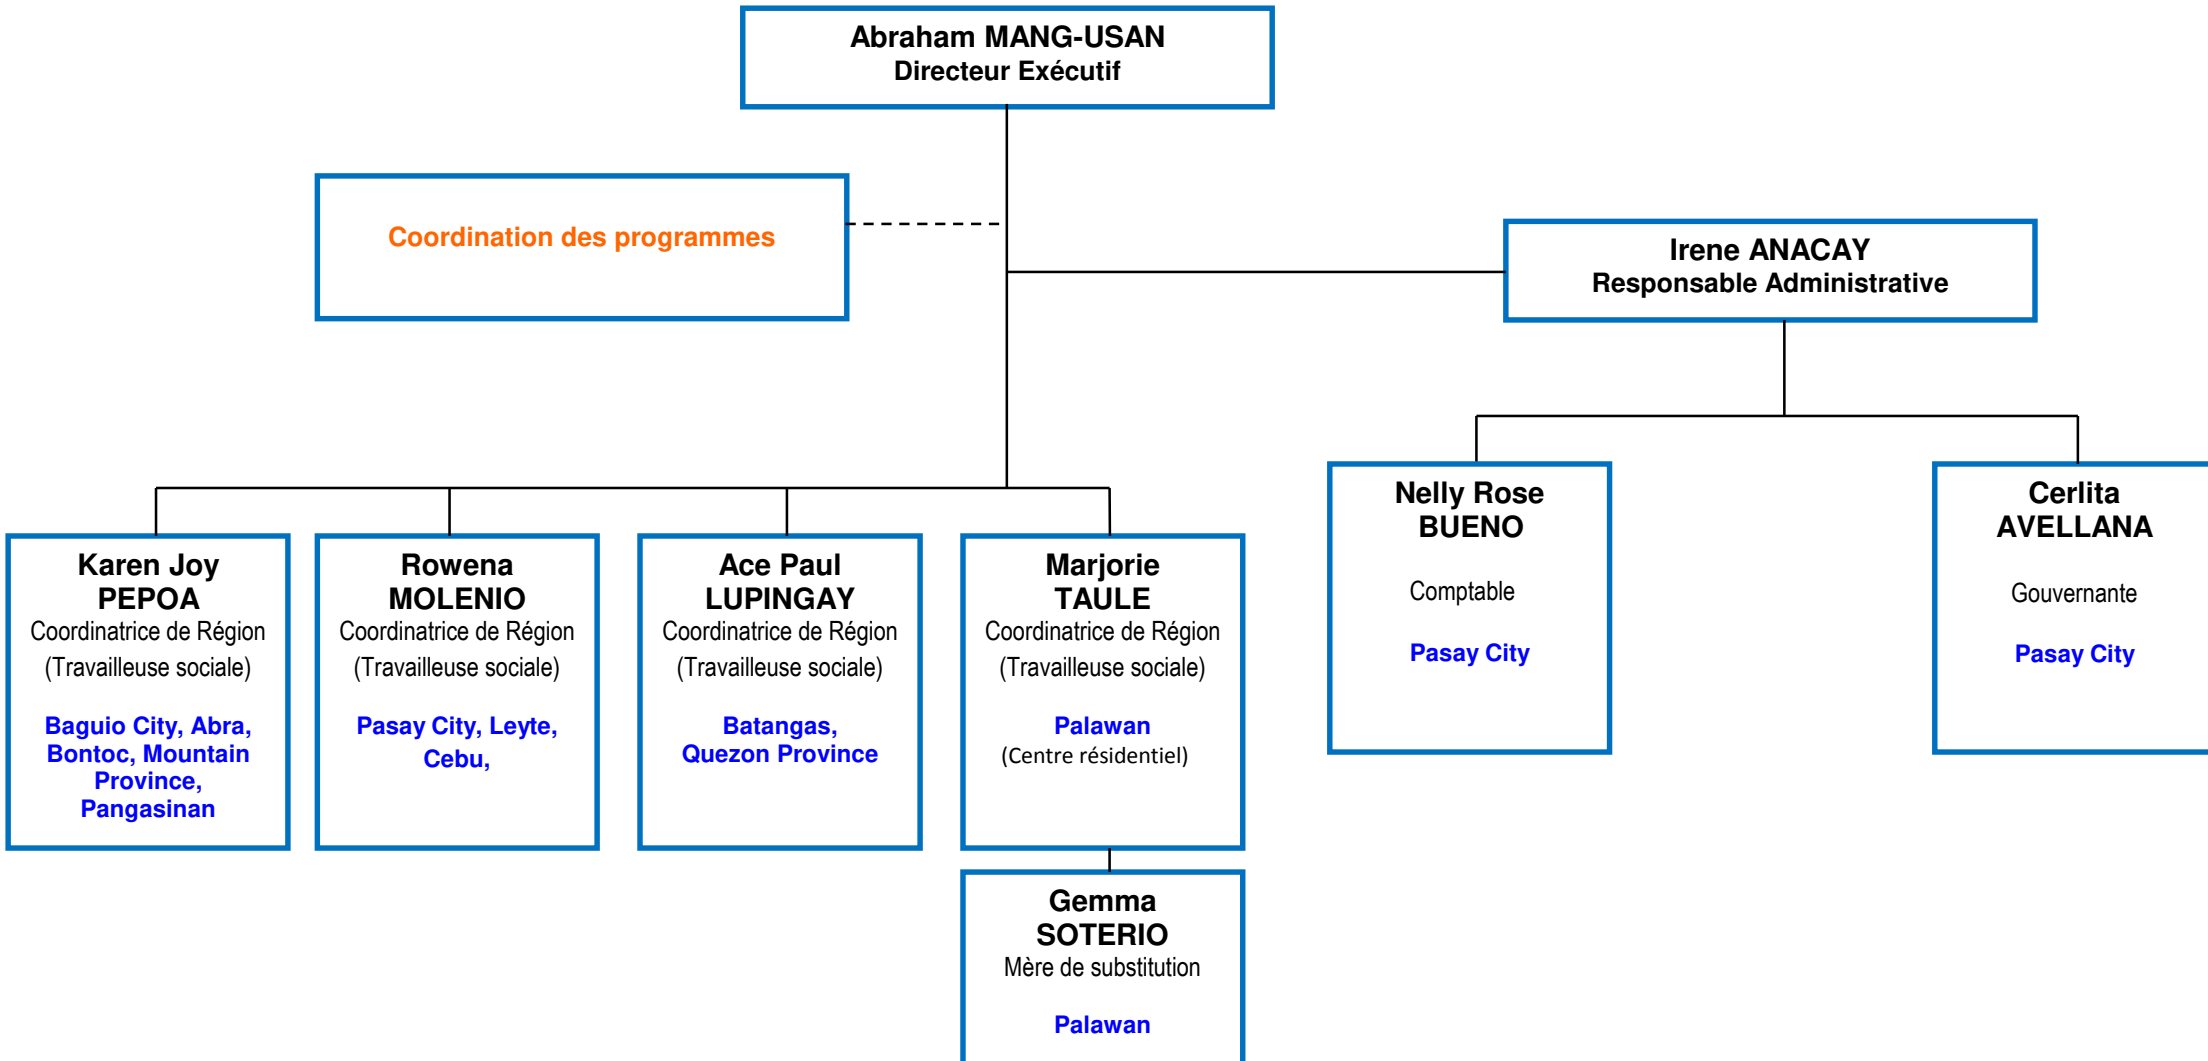 Abraham MANG-USAN
Directeur Exécutif
Coordination des programmes
Irene ANACAY
Responsable Administrative
Nelly Rose
BUENO
Comptable
Pasay City
Cerlita
AVELLANA
Gouvernante
Pasay City
Karen Joy
PEPOA
Coordinatrice de Région
(Travailleuse sociale)
Baguio City, Abra,
Bontoc, Mountain
Province,
Pangasinan
Rowena
MOLENIO
Coordinatrice de Région
(Travailleuse sociale)
Pasay City, Leyte,
Cebu,
Ace Paul
LUPINGAY
Coordinatrice de Région
(Travailleuse sociale)
Batangas,
Quezon Province
Marjorie
TAULE
Coordinatrice de Région
(Travailleuse sociale)
Palawan
(Centre résidentiel)
Gemma
SOTERIO
Mère de substitution
Palawan